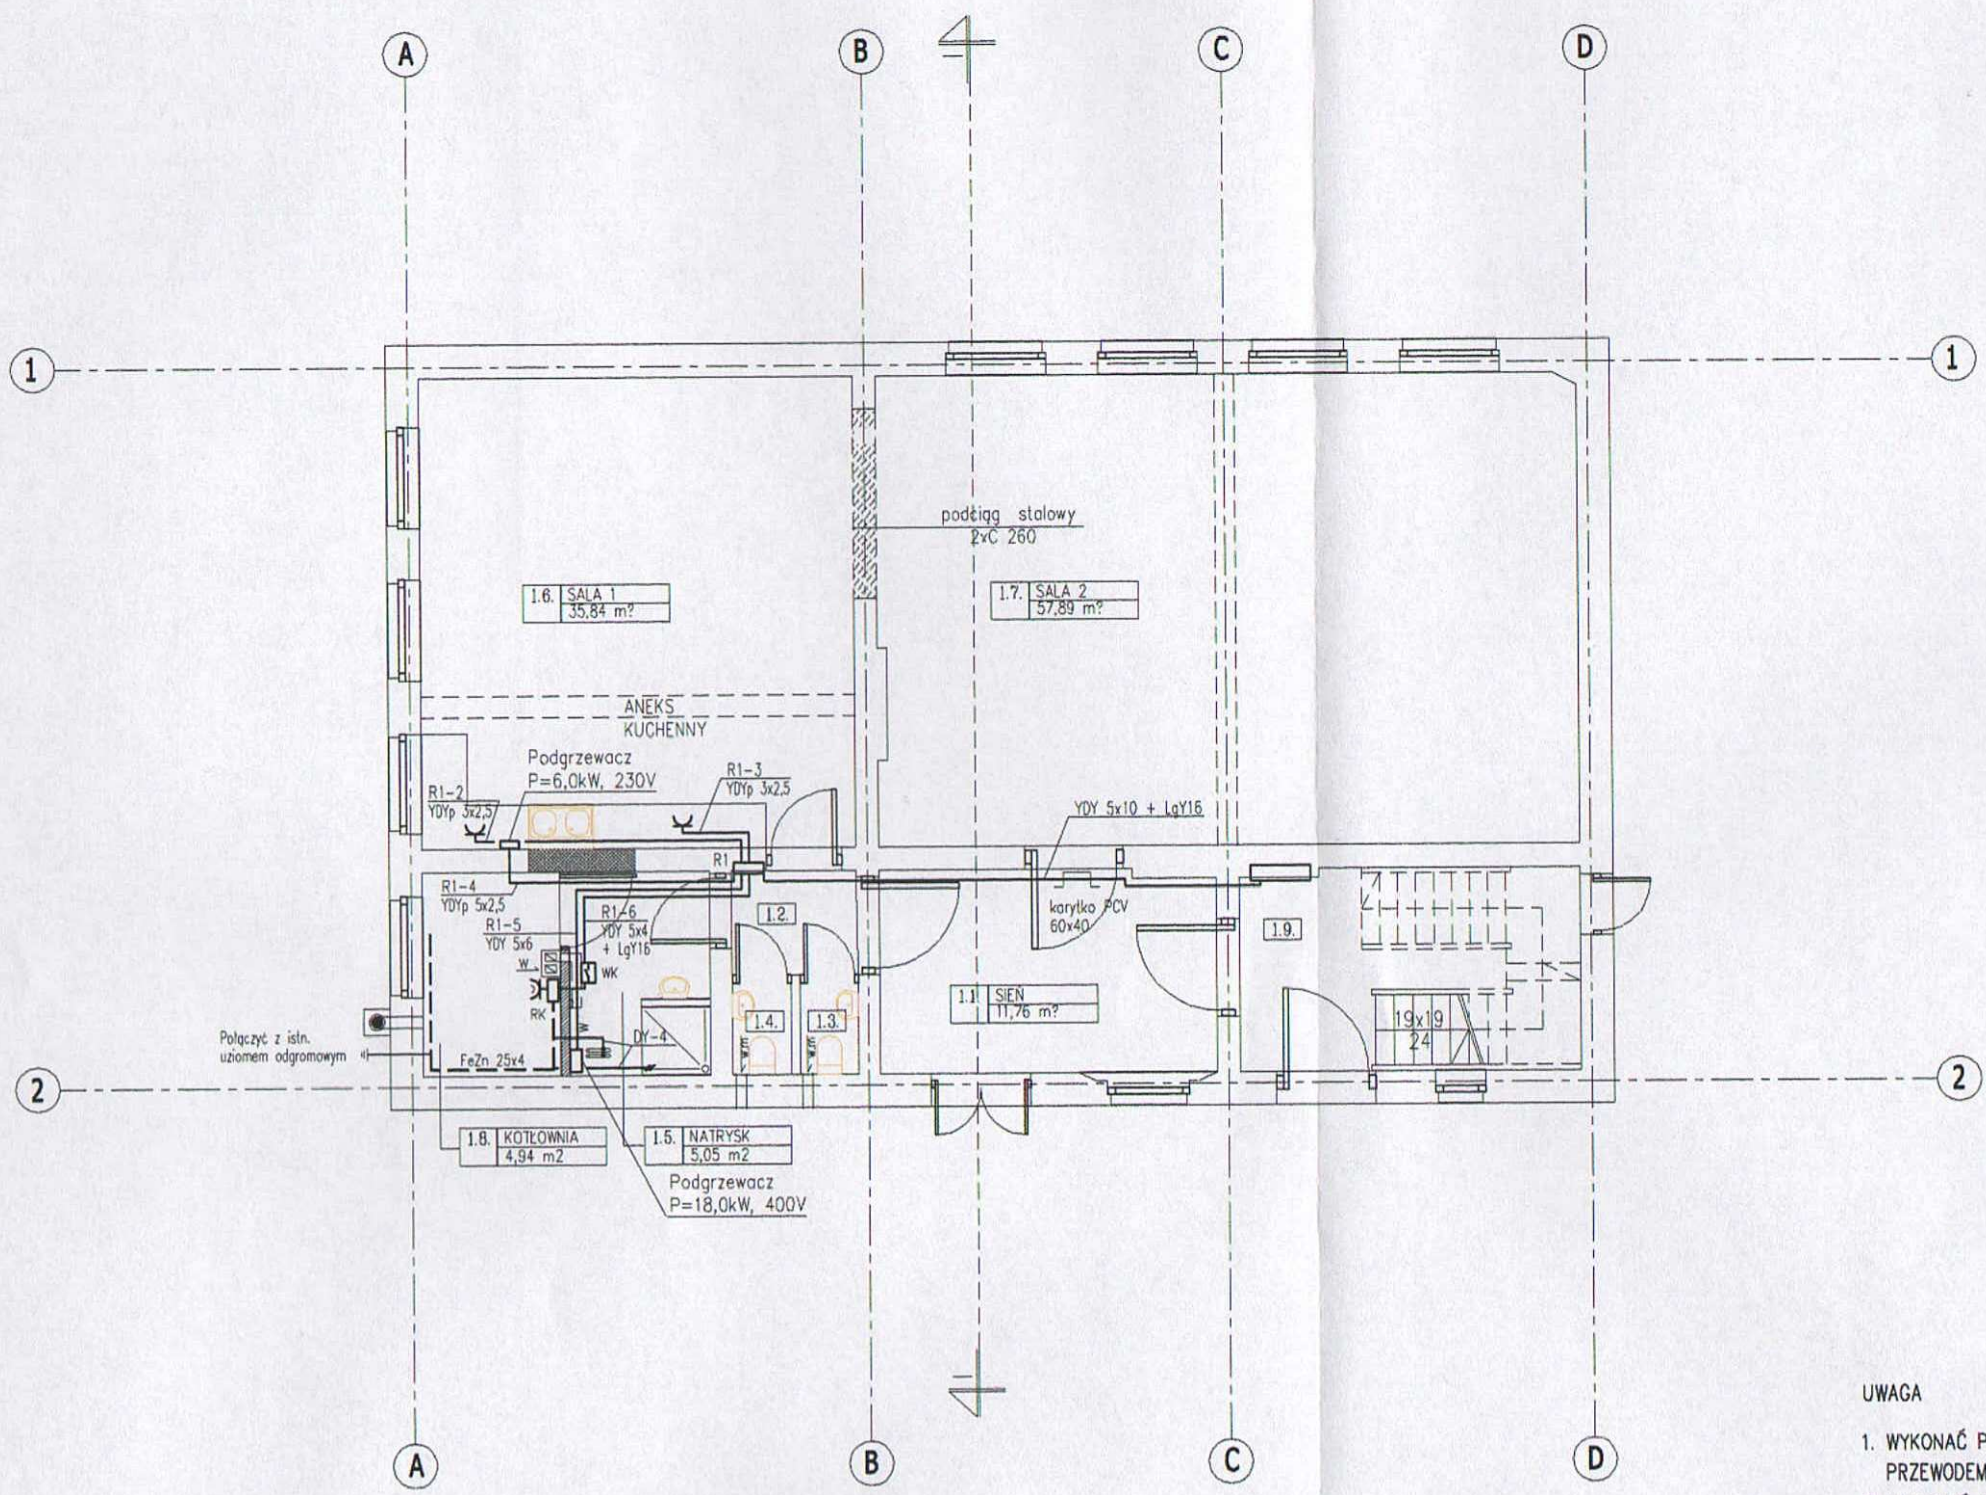 A
B
C
D
1
1
podciąg stalowy
2xC 260
1.6. SALA 1
35,84 m?
1.7. SALA 2
57,89 m?
ANEKS
KUCHENNY
Podgrzewacz
P=6,0kW, 230V
R1-2
YDYp 3x2,5
R1-3
YDYp 3x2,5
YDY 5x10 + LgY16
R1
R1-4
YDYp 5x2,5
R1-5
YDY 5x6
R1-6
YDY 5x4
+ LgY16
1.2.
korytko PCV
60x40
1.9.
W
WK
RK
W
1.1 SIEŃ
11,76 m?
1.4.
1.3.
19x19
24
DY-4
Połączyć z istn.
uziomem odgromowym
FeZn 25x4
2
2
1.8. KOTŁOWNIA
4,94 m2
1.5. NATRYSK
5,05 m2
Podgrzewacz
P=18,0kW, 400V
A
B
C
D
UWAGA
1. WYKONAĆ P
PRZEWODEM